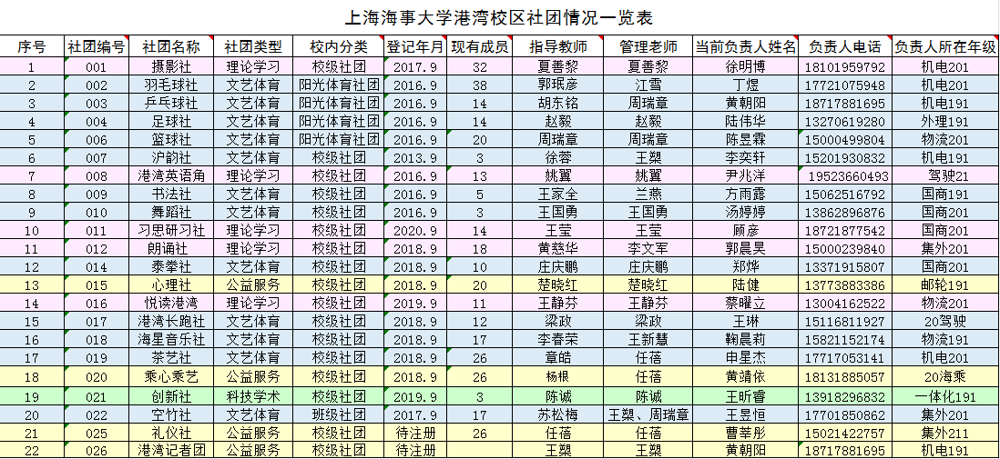 上海海事大学港湾校区社团情况一览表
序号 社团编号 社团名称 社团类型 校内分类 登记年月 现有成员 指导教师 管理老师 当前负责人姓名 负责人电话 负责人所在年级
1 001 摄影社 理论学习 校级社团 2017.9 32 夏善黎 夏善黎 徐明博 18101959792 机电201
2 002 羽毛球社 文艺体育 阳光体育社团 2016.9 38 郭珉彦 江雪 丁煜 17721075948 机电201
3 003 乒乓球社 文艺体育 阳光体育社团 2016.9 14 胡东铭 周瑞章 黄朝阳 18717881695 机电191
4 004 足球社 文艺体育 阳光体育社团 2016.9 14 赵毅 赵毅 陆伟华 13270619280 外理191
5 006 篮球社 文艺体育 阳光体育社团 2016.9 20 周瑞章 周瑞章 陈昱霖 15000499804 物流201
6 007 沪韵社 文艺体育 校级社团 2013.9 3 徐蓉 王塑 李奕轩 15201930832 机电191
7 008 港湾英语角 理论学习 校级社团 2016.9 13 姚翼 姚翼 尹兆洋 19523660493 驾驶21
8 009 书法社 文艺体育 校级社团 2016.9 5 王家全 兰燕 方雨露 15062516792 国商191
9 010 舞蹈社 文艺体育 校级社团 2016.9 3 王国勇 王国勇 汤婷婷 13862896876 国商201
10 011 习思研习社 理论学习 校级社团 2020.9 14 王莹 王莹 顾彦 18721877542 国商201
11 012 朗诵社 理论学习 校级社团 2018.9 18 黄慈华 李文军 郭晨昊 15000239840 集外201
12 014 泰拳社 文艺体育 校级社团 2018.9 10 庄庆鹏 庄庆鹏 郑烨 13371915807 国商201
13 015 心理社 公益服务 校级社团 2018.9 20 楚晓红 楚晓红 陆健 13773883386 邮轮191
14 016 悦读港湾 理论学习 校级社团 2019.9 11 王静芬 王静芬 蔡曜立 13004162522 物流201
15 017 港湾长跑社 文艺体育 校级社团 2018.9 12 梁政 梁政 王琳 15116811927 20驾驶
16 018 海星音乐社 文艺体育 校级社团 2018.9 17 李春荣 王新慧 鞠晨莉 15821152174 物流191
17 019 茶艺社 文艺体育 校级社团 2018.9 26 章皓 任蓓 申星杰 17717053141 机电201
18 020 乘心乘艺 公益服务 校级社团 2018.9 26 杨根 任蓓 黄靖依 18131885057 20海乘
19 021 创新社 科技学术 校级社团 2019.9 3 陈诚 陈诚 王昕睿 13918296832 一体化191
20 022 空竹社 文艺体育 班级社团 2017.9 17 苏松梅 王塑、周瑞章 王昱恒 17701850862 集外201
21 025 礼仪社 公益服务 校级社团 待注册 26 任蓓 任蓓 曹莘彤 15021422757 集外211
22 026 港湾记者团 公益服务 校级社团 待注册 王塑 王塑 黄朝阳 18717881695 机电191